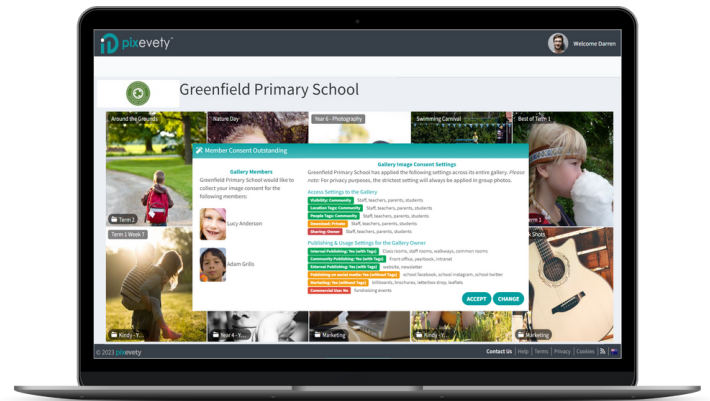 pixevety™
Welcome Darren
Greenfield Primary School
Around the Grounds
Nature Day
Year 6 - Photography
Swimming Carnival
Best of Term 1
Member Consent Outstanding
Gallery Members
Greenfield Primary School would like to
collect your image consent for the
following members:
Lucy Anderson
Adam Grills
Gallery Image Consent Settings
Greenfield Primary School has applied the following settings across its entire gallery. Please
note: For privacy purposes, the strictest setting will always be applied in group photos.
Access Settings to the Gallery
Visibility: Community Staff, teachers, parents, students
Location Tags: Community Staff, teachers, parents, students
People Tags: Community Staff, teachers, parents, students
Download: Private Staff, teachers, parents, students
Sharing: Owner Staff, teachers, parents, students
Publishing & Usage Settings for the Gallery Owner
Internal Publishing: Yes (with Tags) Class rooms, staff rooms, walkways, common rooms
Community Publishing: Yes (with Tags) Front office, yearbook, intranet
External Publishing: Yes (with Tags) website, newsletter
Publishing on social media: Yes (without Tags) school facebook, school instagram, school twitter
Marketing: Yes (without Tags) billboards, brochures, letterbox drop, leaflets
Commercial Use: No fundraising events
ACCEPT CHANGE
Term 2
Term 1 Week 7
rm 1
k Shots
Kindy - Y...
Year 4 - Y...
Marketing
Kindy - Y...
Marketing
© 2023 pixevety
Contact Us | Help | Terms | Privacy | Cookies